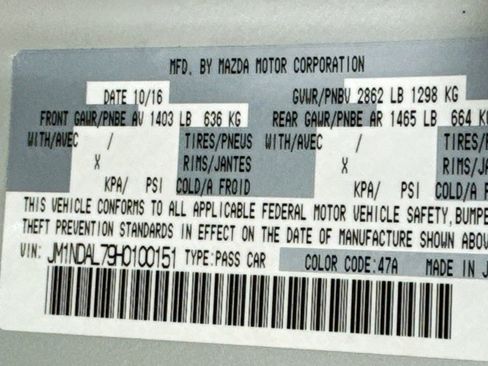 MFD. BY MAZDA MOTOR CORPORATION
DATE 10/16 GVWR/PNBV 2862 LB 1298 KG
FRONT GAWR/PNBE AV 1403 LB 636 KG REAR GAWR/PNBE AR 1465 LB 664 KG
WITH/AVEC / TIRES/PNEUS WITH/AVEC / TIRES/P
X RIMS/JANTES X RIMS/JA
KPA/ PSI COLD/A FROID KPA/ PSI COLD/A
THIS VEHICLE CONFORMS TO ALL APPLICABLE FEDERAL MOTOR VEHICLE SAFETY, BUMPE
THEFT PREVENTION STANDARDS IN EFFECT ON THE DATE OF MANUFACTURE SHOWN ABOV
VIN: JM1NDAL79H0100151 TYPE:PASS CAR COLOR CODE:47A MADE IN J